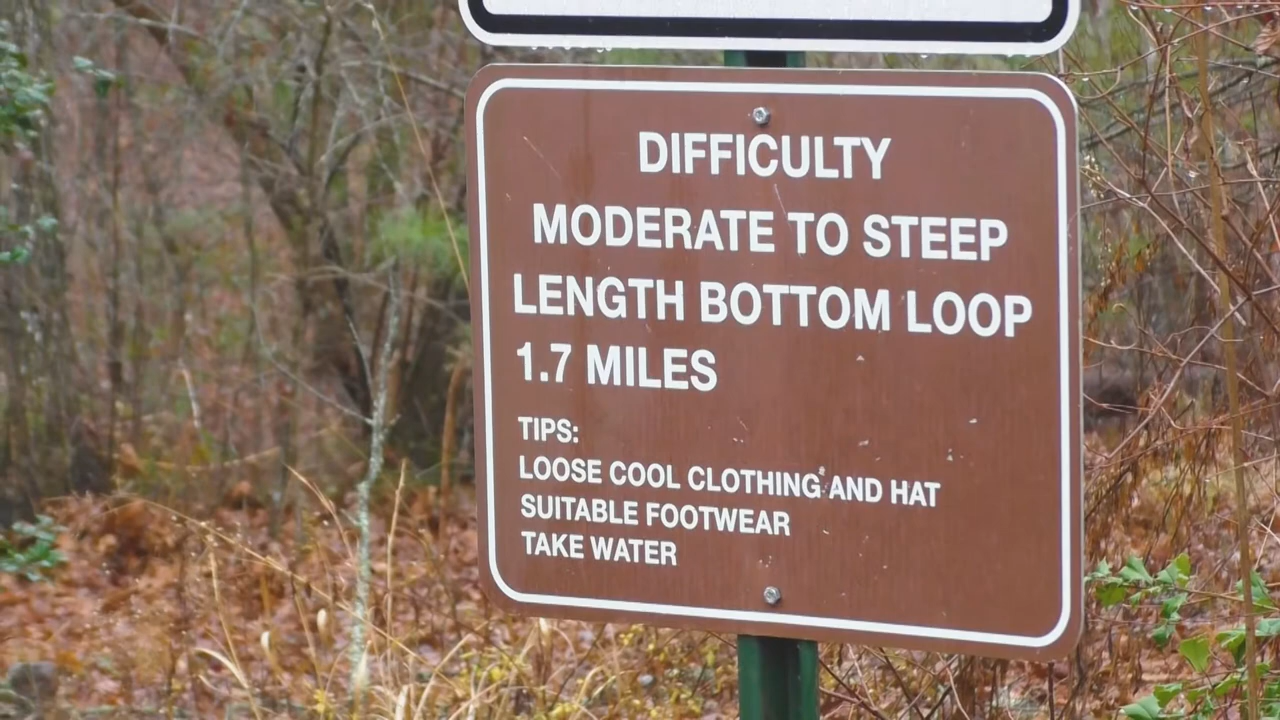 DIFFICULTY
MODERATE TO STEEP
LENGTH BOTTOM LOOP
1.7 MILES
TIPS:
LOOSE COOL CLOTHING AND HAT
SUITABLE FOOTWEAR
TAKE WATER